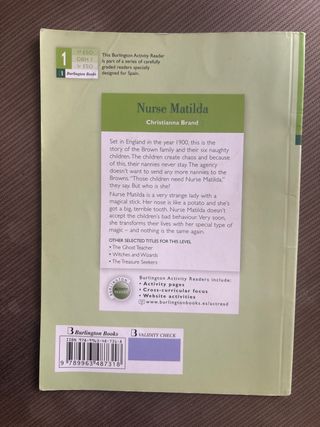 1
1º ESO
DBH 1
1r ESO
Burlington Books
This Burlington Activity Reader
is part of a series of carefully
graded readers specially
designed for Spain.
Nurse Matilda
Christianna Brand
Set in England in the year 1900, this is
the story of the Brown family and their six naughty
children. The children create chaos and because
of this, their nannies never stay. The agency
doesn't want to send any more nannies to the
Browns. "Those children need Nurse Matilda,"
they say. But who is she?
Nurse Matilda is a very strange lady with a
magical stick. Her nose is like a potato and she's
got a big, terrible tooth. Nurse Matilda doesn't
accept the children's bad behaviour. Very soon,
she transforms their lives with her special type of
magic – and nothing is the same again.
OTHER SELECTED TITLES FOR THIS LEVEL
• The Ghost Teacher
• Witches and Wizards
• The Treasure Seekers
Burlington Activity Readers include:
• Activity pages
• Cross-curricular focus
• Website activities
www.burlingtonbooks.es/actread
BURLINGTON
Burlington Books
VALIDITY CHECK
9 789963 487318